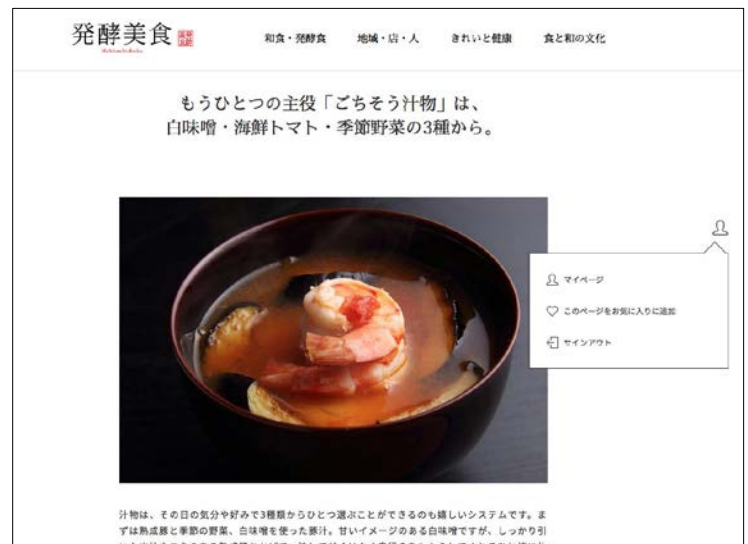 発酵美食
和食・発酵食
地域・店・人
きれいと健康
食と和の文化
もうひとつの主役「ごちそう汁物」は、
白味噌・海鮮トマト・季節野菜の3種から。
マイページ
このページをお気に入りに追加
サインアウト
汁物は、その日の気分や好みで3種類からひとつ選ぶことができるのも嬉しいシステムです。ま
ずは熟成豚と季節の野菜、白味噌を使った豚汁。甘いイメージのある白味噌ですが、しっかり引